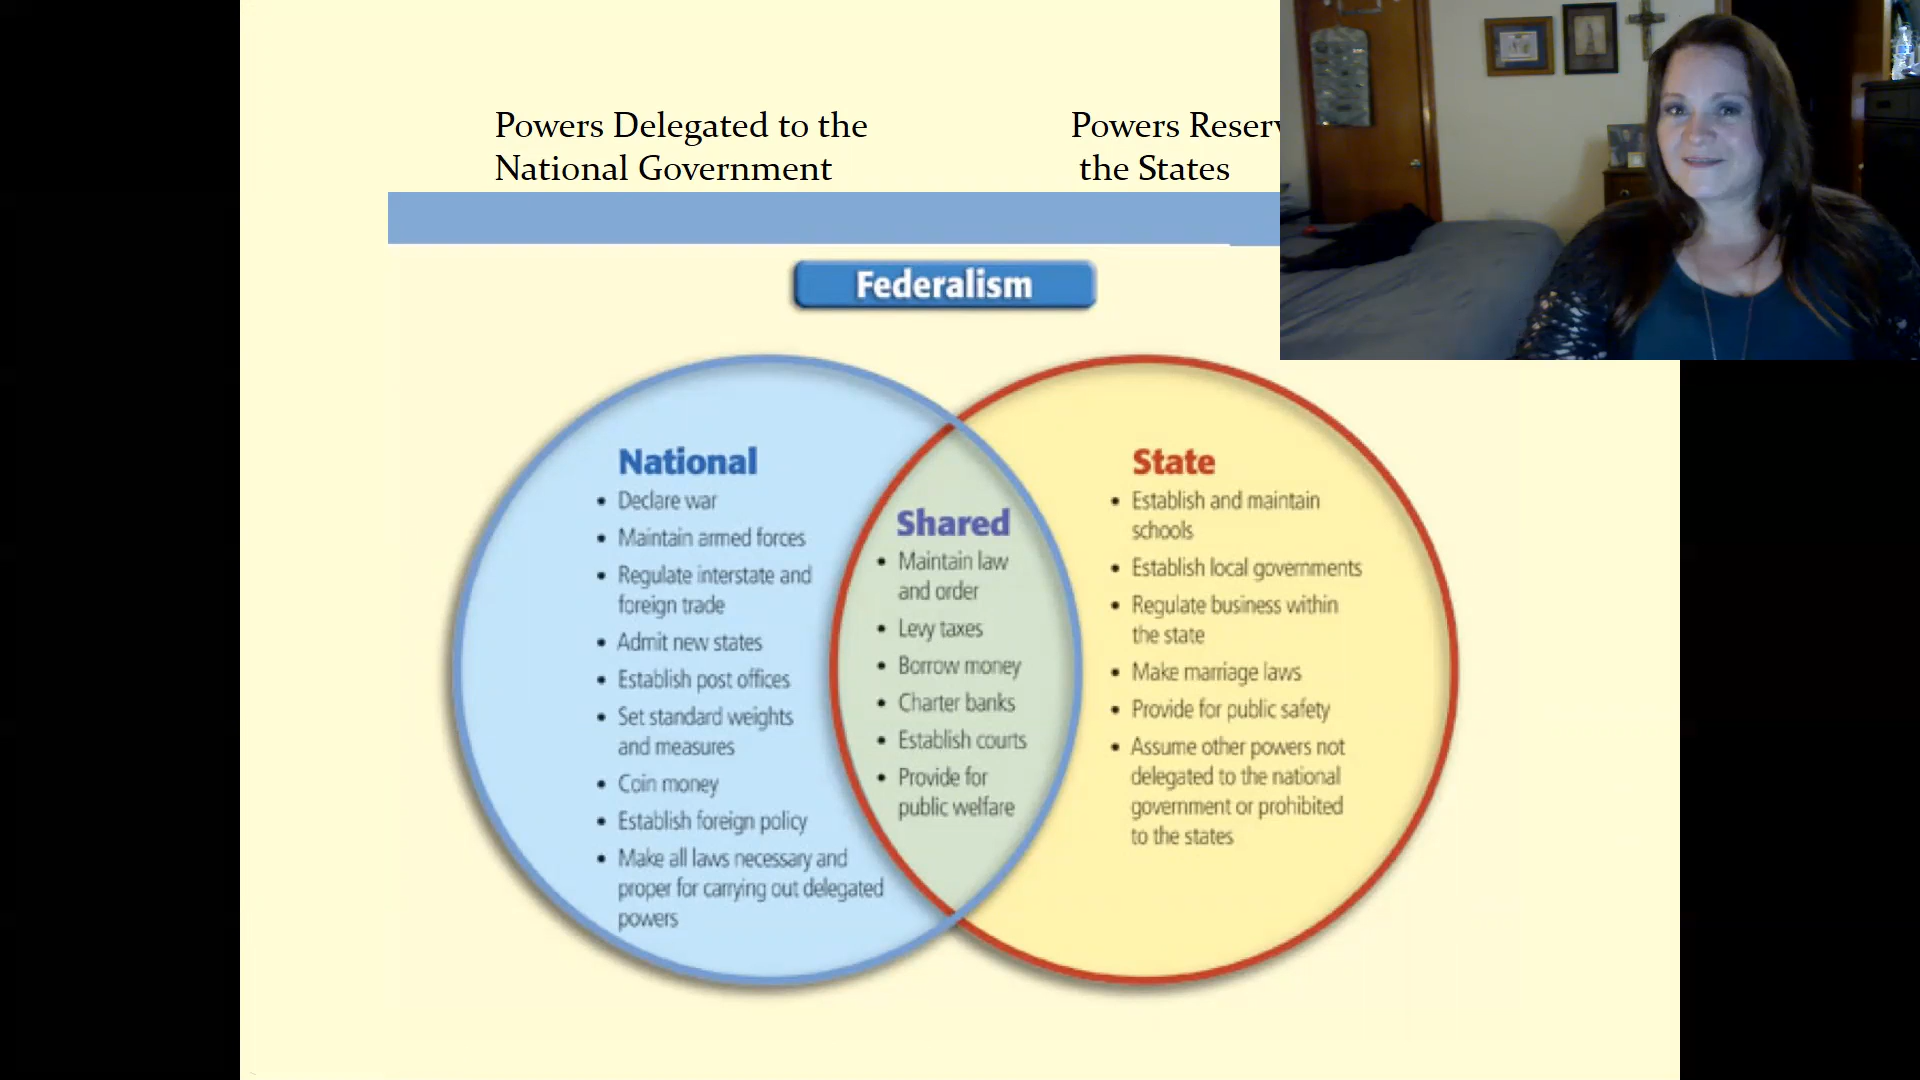 Powers Delegated to the
National Government
Powers Reser
the States
Federalism
National
• Declare war
• Maintain armed forces
• Regulate interstate and
foreign trade
• Admit new states
• Establish post offices
• Set standard weights
and measures
• Coin money
• Establish foreign policy
• Make all laws necessary and
proper for carrying out delegated
powers
Shared
• Maintain law
and order
• Levy taxes
• Borrow money
• Charter banks
• Establish courts
• Provide for
public welfare
State
• Establish and maintain
schools
• Establish local governments
• Regulate business within
the state
• Make marriage laws
• Provide for public safety
• Assume other powers not
delegated to the national
government or prohibited
to the states